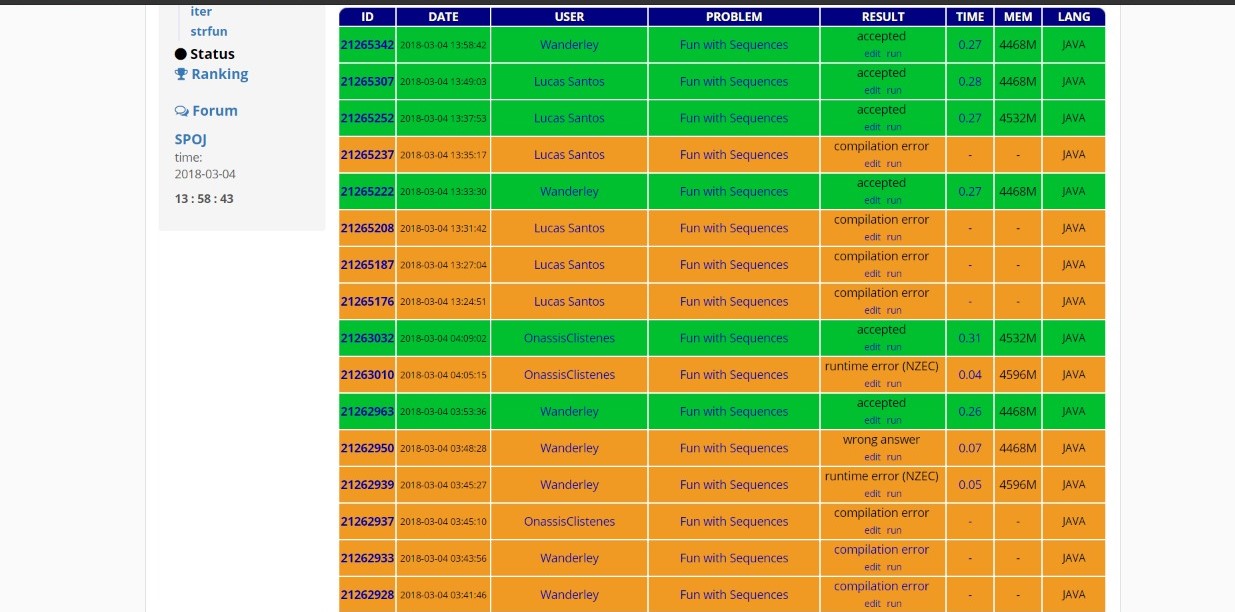 iter
strfun
Status
Ranking
Forum
SPOJ
time:
2018-03-04
13 : 58 : 43
ID DATE USER PROBLEM RESULT TIME MEM LANG
21265342 2018-03-04 13:58:42 Wanderley Fun with Sequences accepted 0.27 4468M JAVA
edit run
21265307 2018-03-04 13:49:03 Lucas Santos Fun with Sequences accepted 0.28 4468M JAVA
edit run
21265252 2018-03-04 13:37:53 Lucas Santos Fun with Sequences accepted 0.27 4532M JAVA
edit run
21265237 2018-03-04 13:35:17 Lucas Santos Fun with Sequences compilation error - - JAVA
edit run
21265222 2018-03-04 13:33:30 Wanderley Fun with Sequences accepted 0.27 4468M JAVA
edit run
21265208 2018-03-04 13:31:42 Lucas Santos Fun with Sequences compilation error - - JAVA
edit run
21265187 2018-03-04 13:27:04 Lucas Santos Fun with Sequences compilation error - - JAVA
edit run
21265176 2018-03-04 13:24:51 Lucas Santos Fun with Sequences compilation error - - JAVA
edit run
21263032 2018-03-04 04:09:02 OnassisClistenes Fun with Sequences accepted 0.31 4532M JAVA
edit run
21263010 2018-03-04 04:05:15 OnassisClistenes Fun with Sequences runtime error (NZEC) 0.04 4596M JAVA
edit run
21262963 2018-03-04 03:53:36 Wanderley Fun with Sequences accepted 0.26 4468M JAVA
edit run
21262950 2018-03-04 03:48:28 Wanderley Fun with Sequences wrong answer 0.07 4468M JAVA
edit run
21262939 2018-03-04 03:45:27 Wanderley Fun with Sequences runtime error (NZEC) 0.05 4596M JAVA
edit run
21262937 2018-03-04 03:45:10 OnassisClistenes Fun with Sequences compilation error - - JAVA
edit run
21262933 2018-03-04 03:43:56 Wanderley Fun with Sequences compilation error - - JAVA
edit run
21262928 2018-03-04 03:41:46 Wanderley Fun with Sequences compilation error - - JAVA
edit run